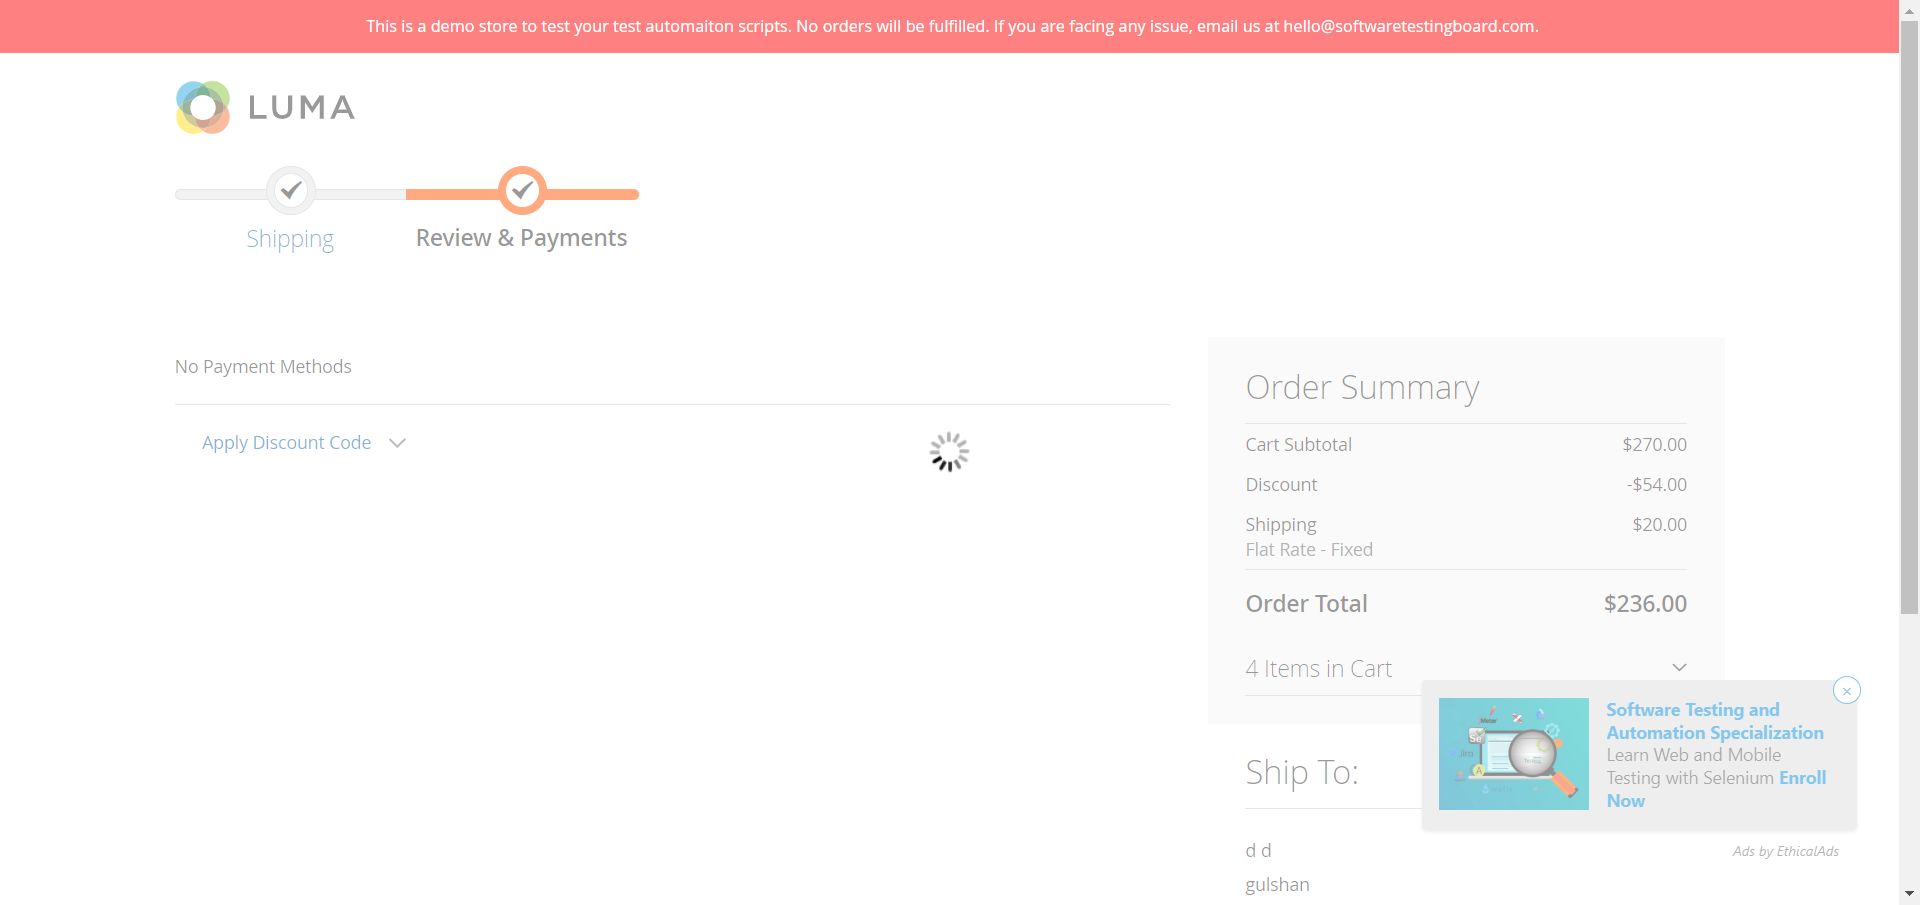 This is a demo store to test your test automaiton scripts. No orders will be fulfilled. If you are facing any issue, email us at hello@softwaretestingboard.com.
LUMA
Shipping
Review & Payments
No Payment Methods
Apply Discount Code
Order Summary
Cart Subtotal $270.00
Discount -$54.00
Shipping $20.00
Flat Rate - Fixed
Order Total $236.00
4 Items in Cart
Ship To:
d d
gulshan
×
Software Testing and
Automation Specialization
Learn Web and Mobile
Testing with Selenium Enroll
Now
Ads by EthicalAds